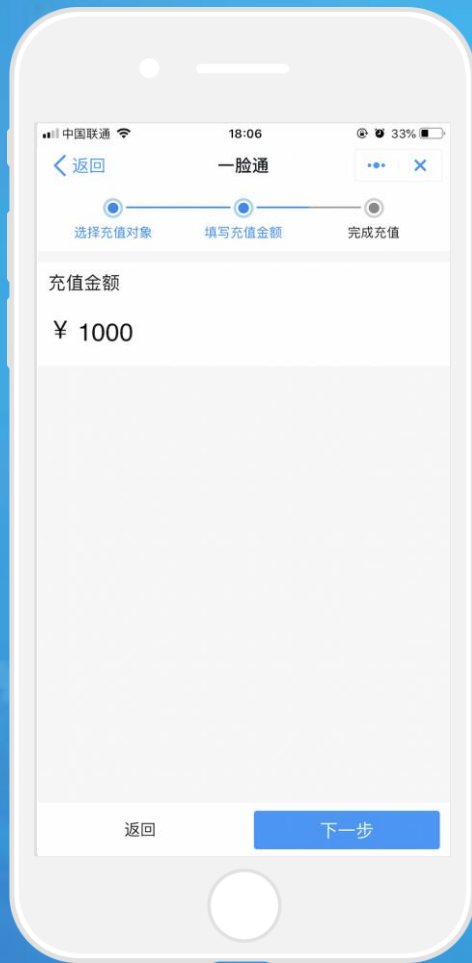 中国联通 18:06 33%
返回 一脸通
选择充值对象 填写充值金额 完成充值
充值金额
¥ 1000
返回 下一步